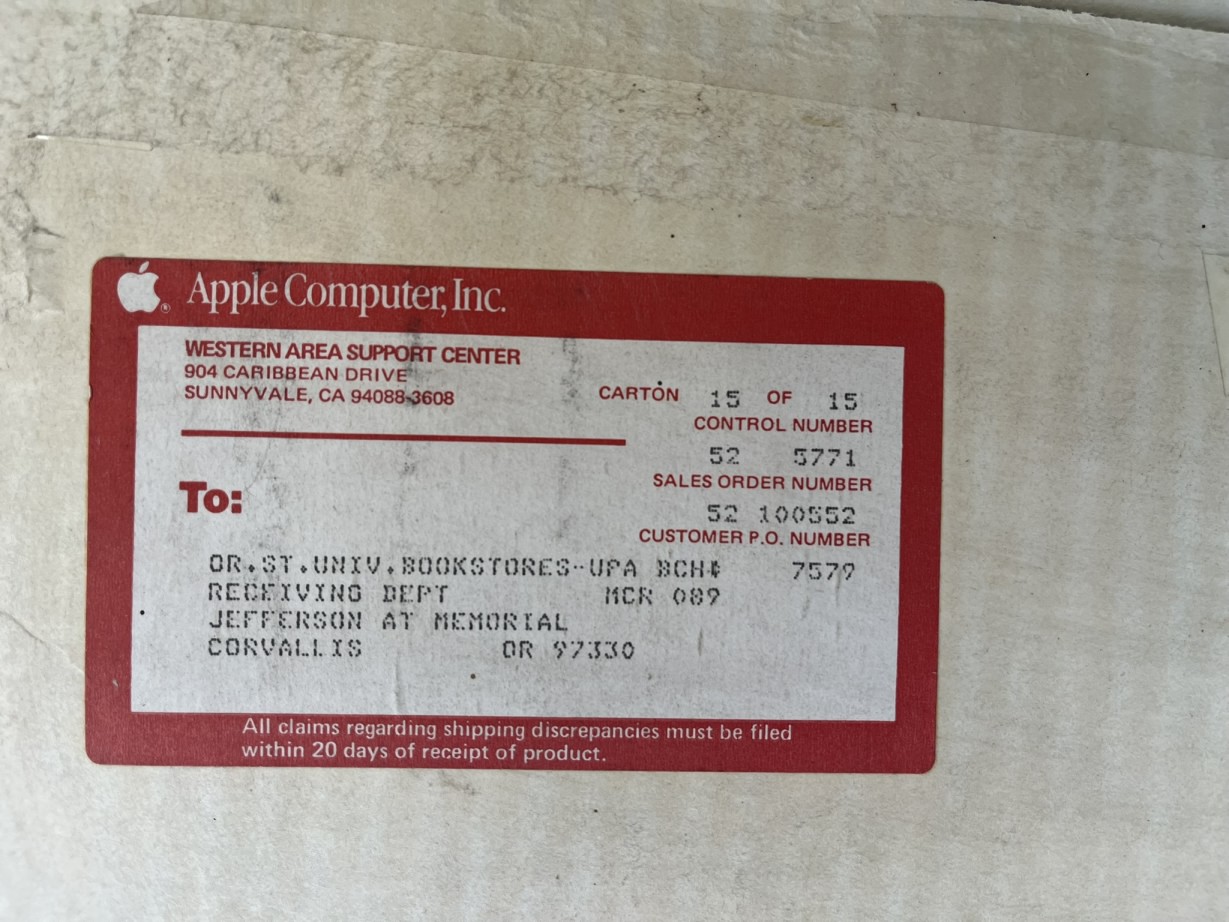 Apple Computer, Inc.
WESTERN AREA SUPPORT CENTER
904 CARIBBEAN DRIVE
SUNNYVALE, CA 94088-3608
CARTON 15 OF 15
CONTROL NUMBER
52 5771
SALES ORDER NUMBER
52 100552
CUSTOMER P.O. NUMBER
7579
To:
OR.ST.UNIV.BOOKSTORES-UPA BCH#
RECEIVING DEPT MCR 089
JEFFERSON AT MEMORIAL
CORVALLIS OR 97330
All claims regarding shipping discrepancies must be filed
within 20 days of receipt of product.